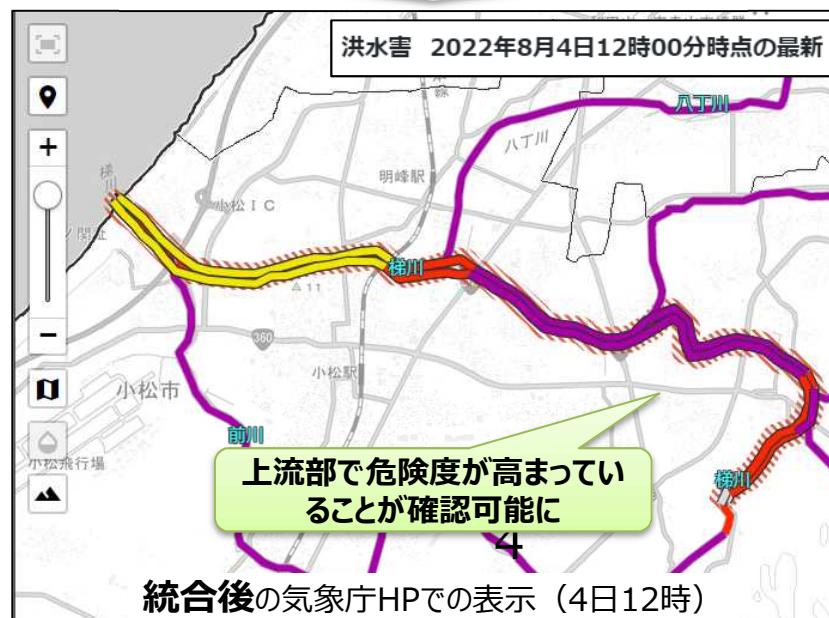 洪水害 2022年8月4日12時00分時点の最新
八丁川
八丁川
明峰駅
梯川
小松IC
梯川
△11
360
小松駅
小松市
前川
小松飛行場
梯川
上流部で危険度が高まってい
ることが確認可能に
4
統合後の気象庁HPでの表示（4日12時）
+
−